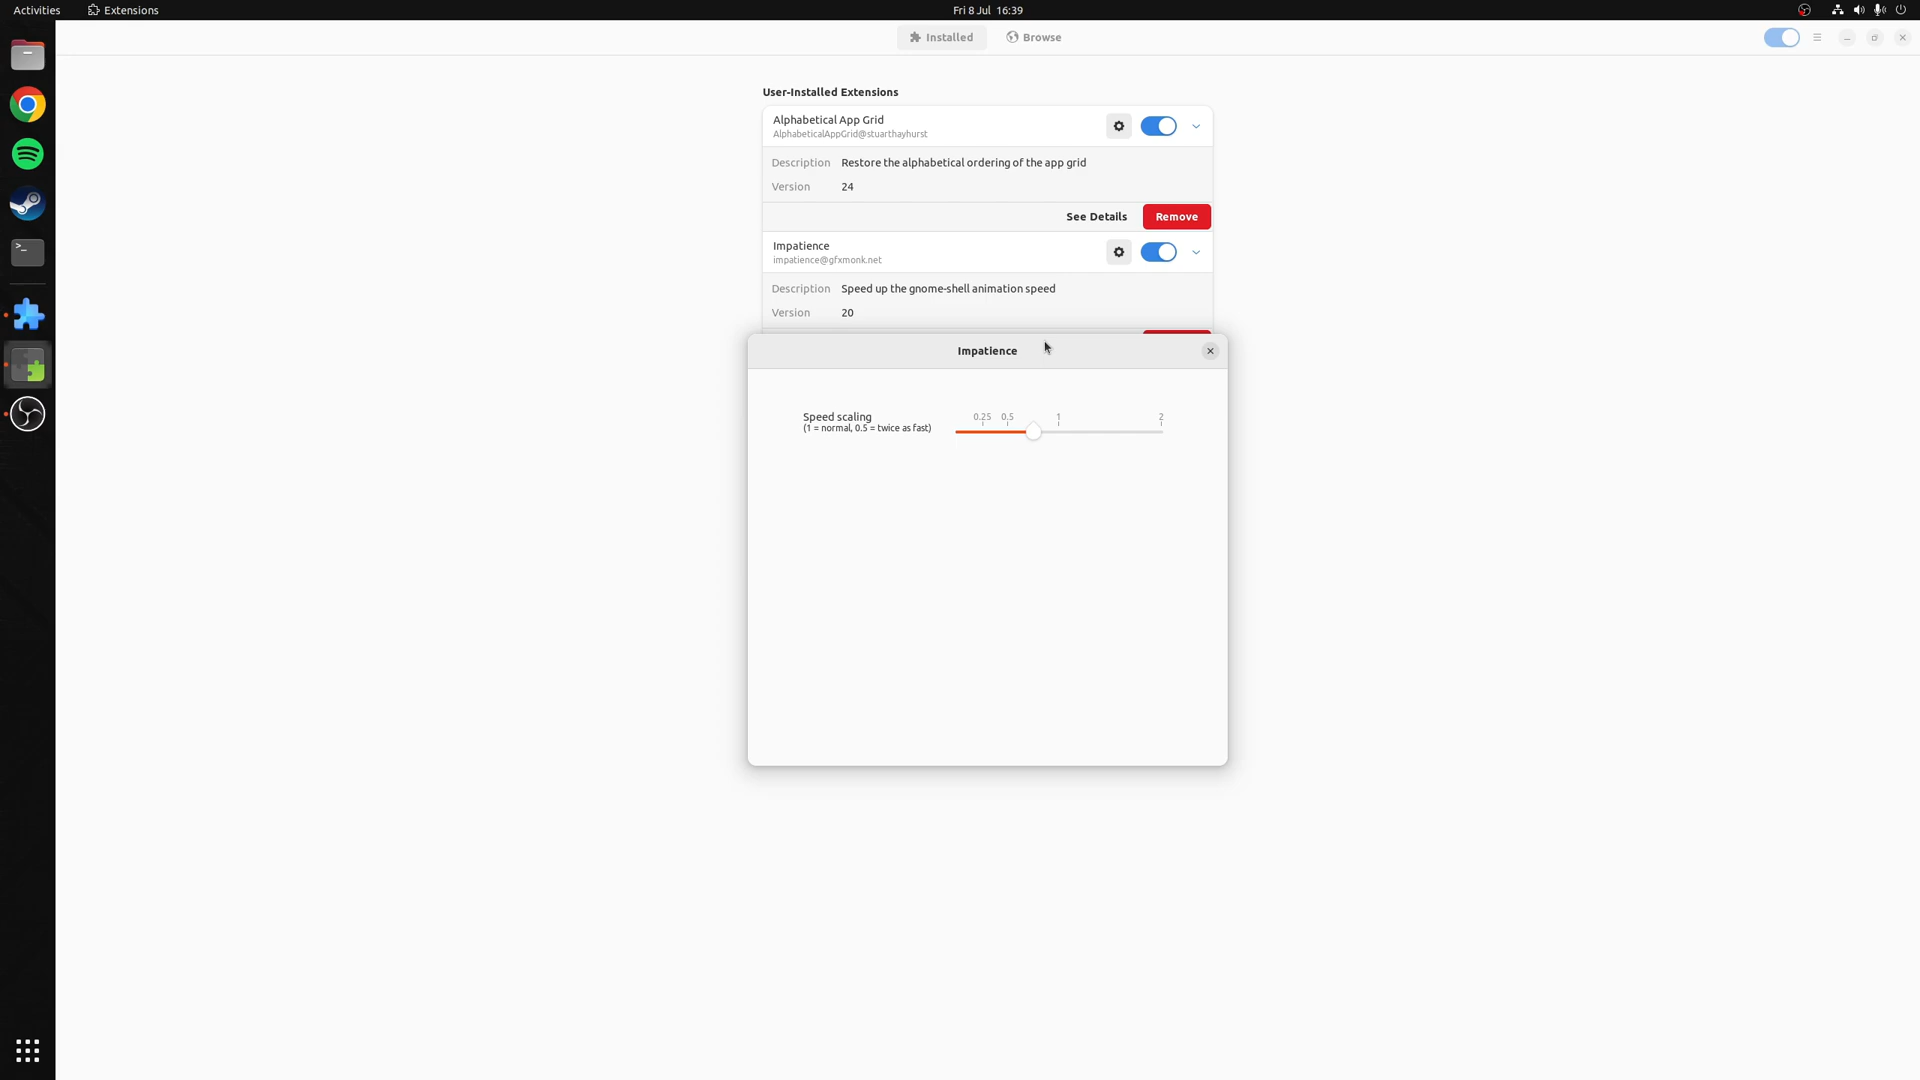 Activities
Extensions
Fri 8 Jul 16:39
Installed
Browse
User-Installed Extensions
Alphabetical App Grid
AlphabeticalAppGrid@stuarthayhurst
Description Restore the alphabetical ordering of the app grid
Version 24
See Details
Remove
Impatience
impatience@gfxmonk.net
Description Speed up the gnome-shell animation speed
Version 20
Impatience
Speed scaling
(1 = normal, 0.5 = twice as fast)
0.25 0.5 1 2
>_